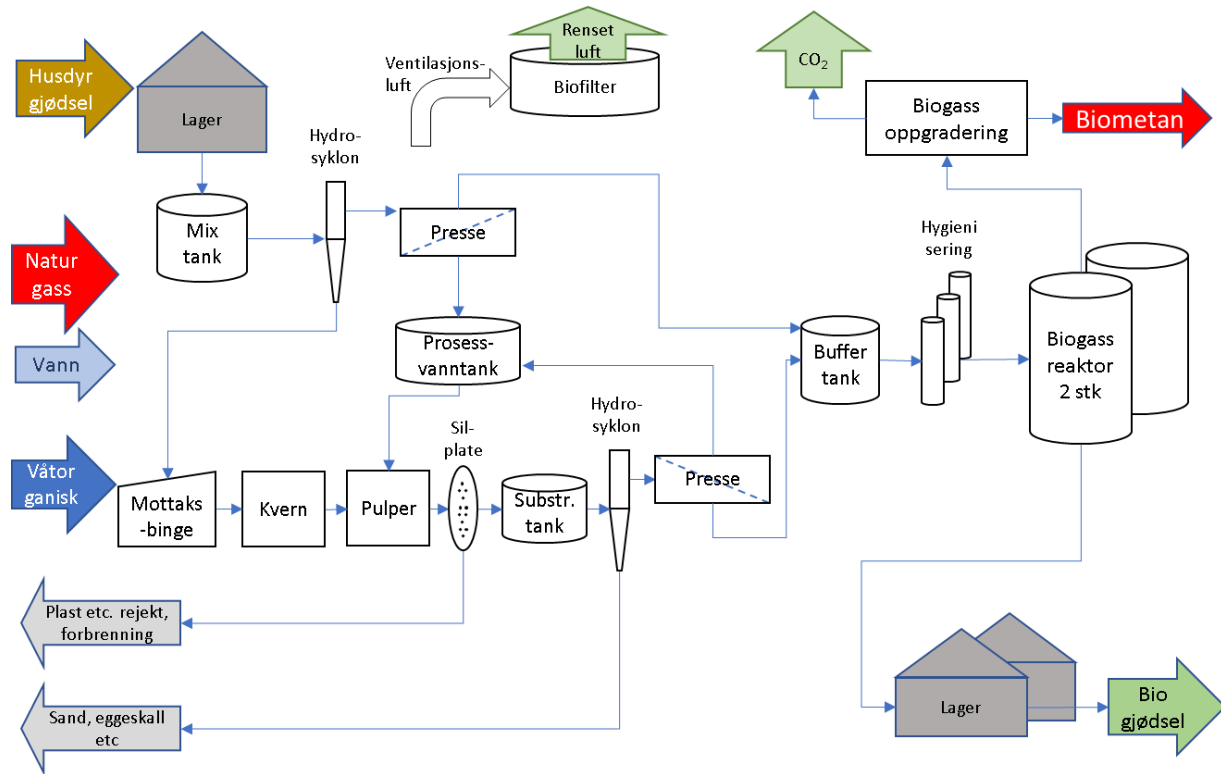 Renset
luft
Ventilasjons-
luft
Biofilter
CO₂
Husdyr
gjødsel
Lager
Biogass
oppgradering
Biometan
Hydro-
syklon
Mix
tank
Presse
Hygieni
sering
Natur
gass
Vann
Prosess-
vanntank
Buffer
tank
Biogass
reaktor
2 stk
Hydro-
syklon
Sil-
plate
Våtor
ganisk
Mottaks
-binge
Kvern
Pulper
Substr.
tank
Presse
Plast etc. rejekt,
forbrenning
Sand, eggeskall
etc
Lager
Bio
gjødsel